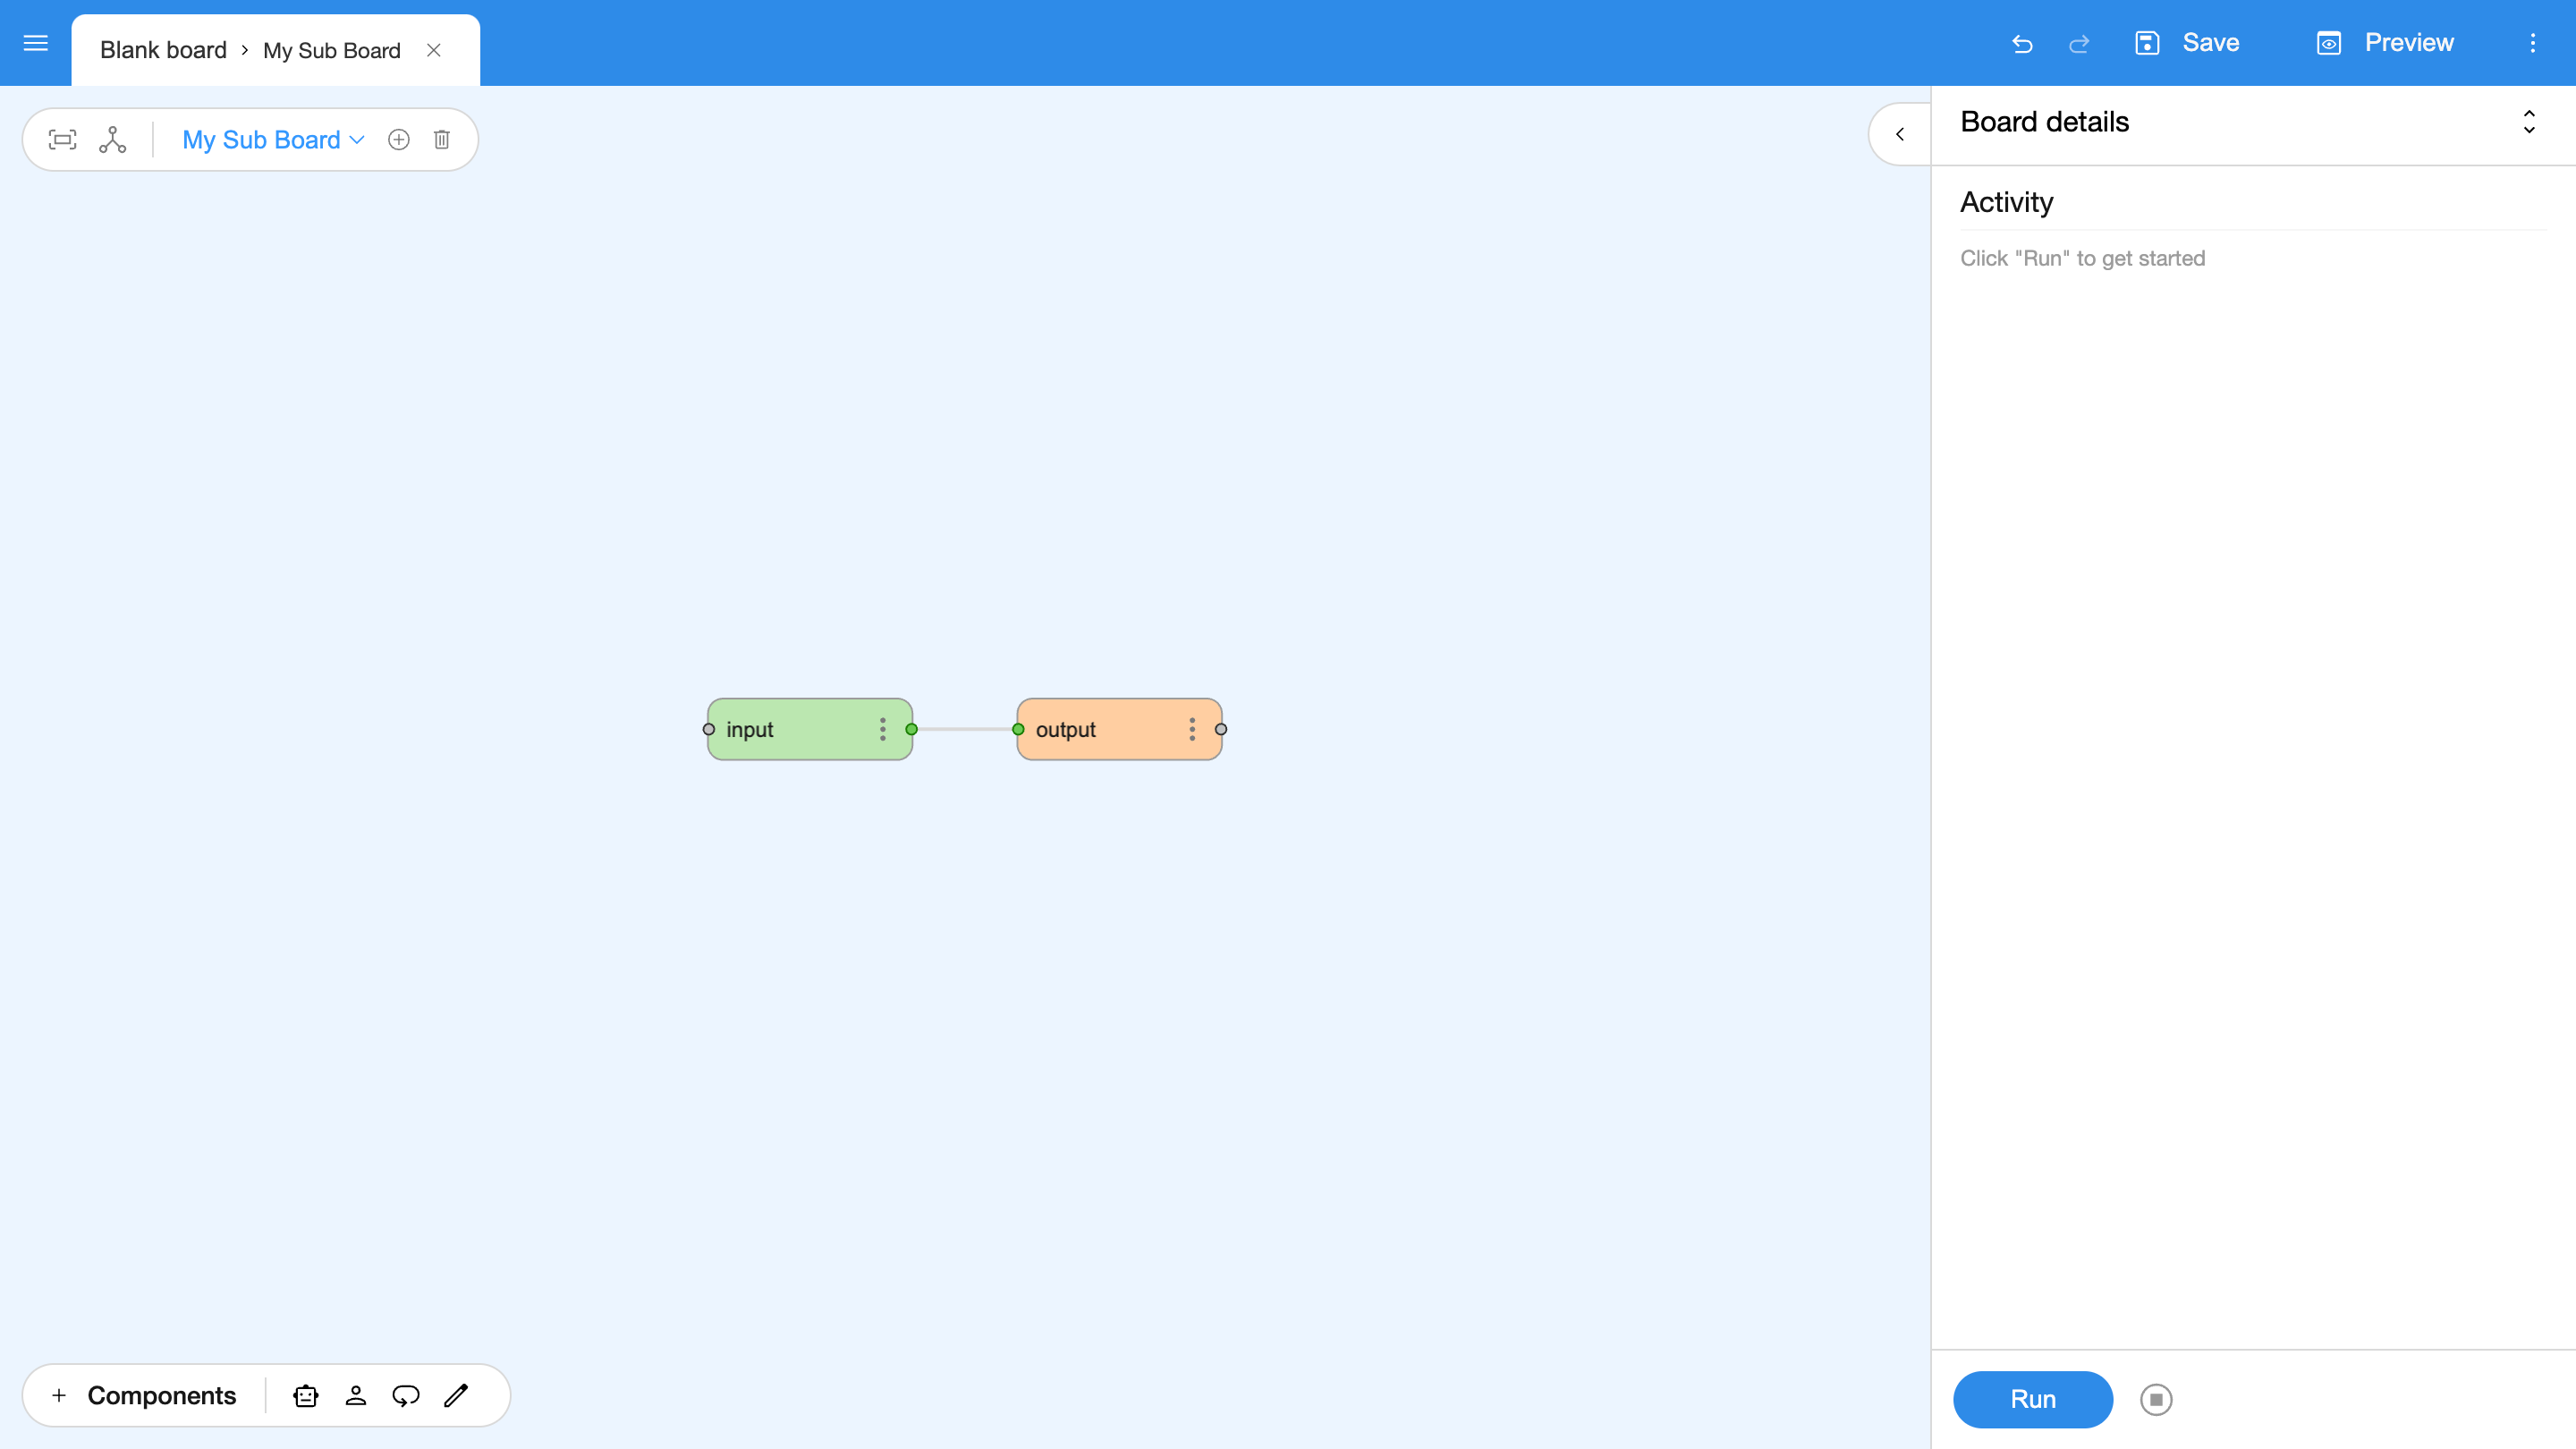 Blank board › My Sub Board
Save
Preview
My Sub Board
Board details
Activity
Click "Run" to get started
input
output
Components
Run